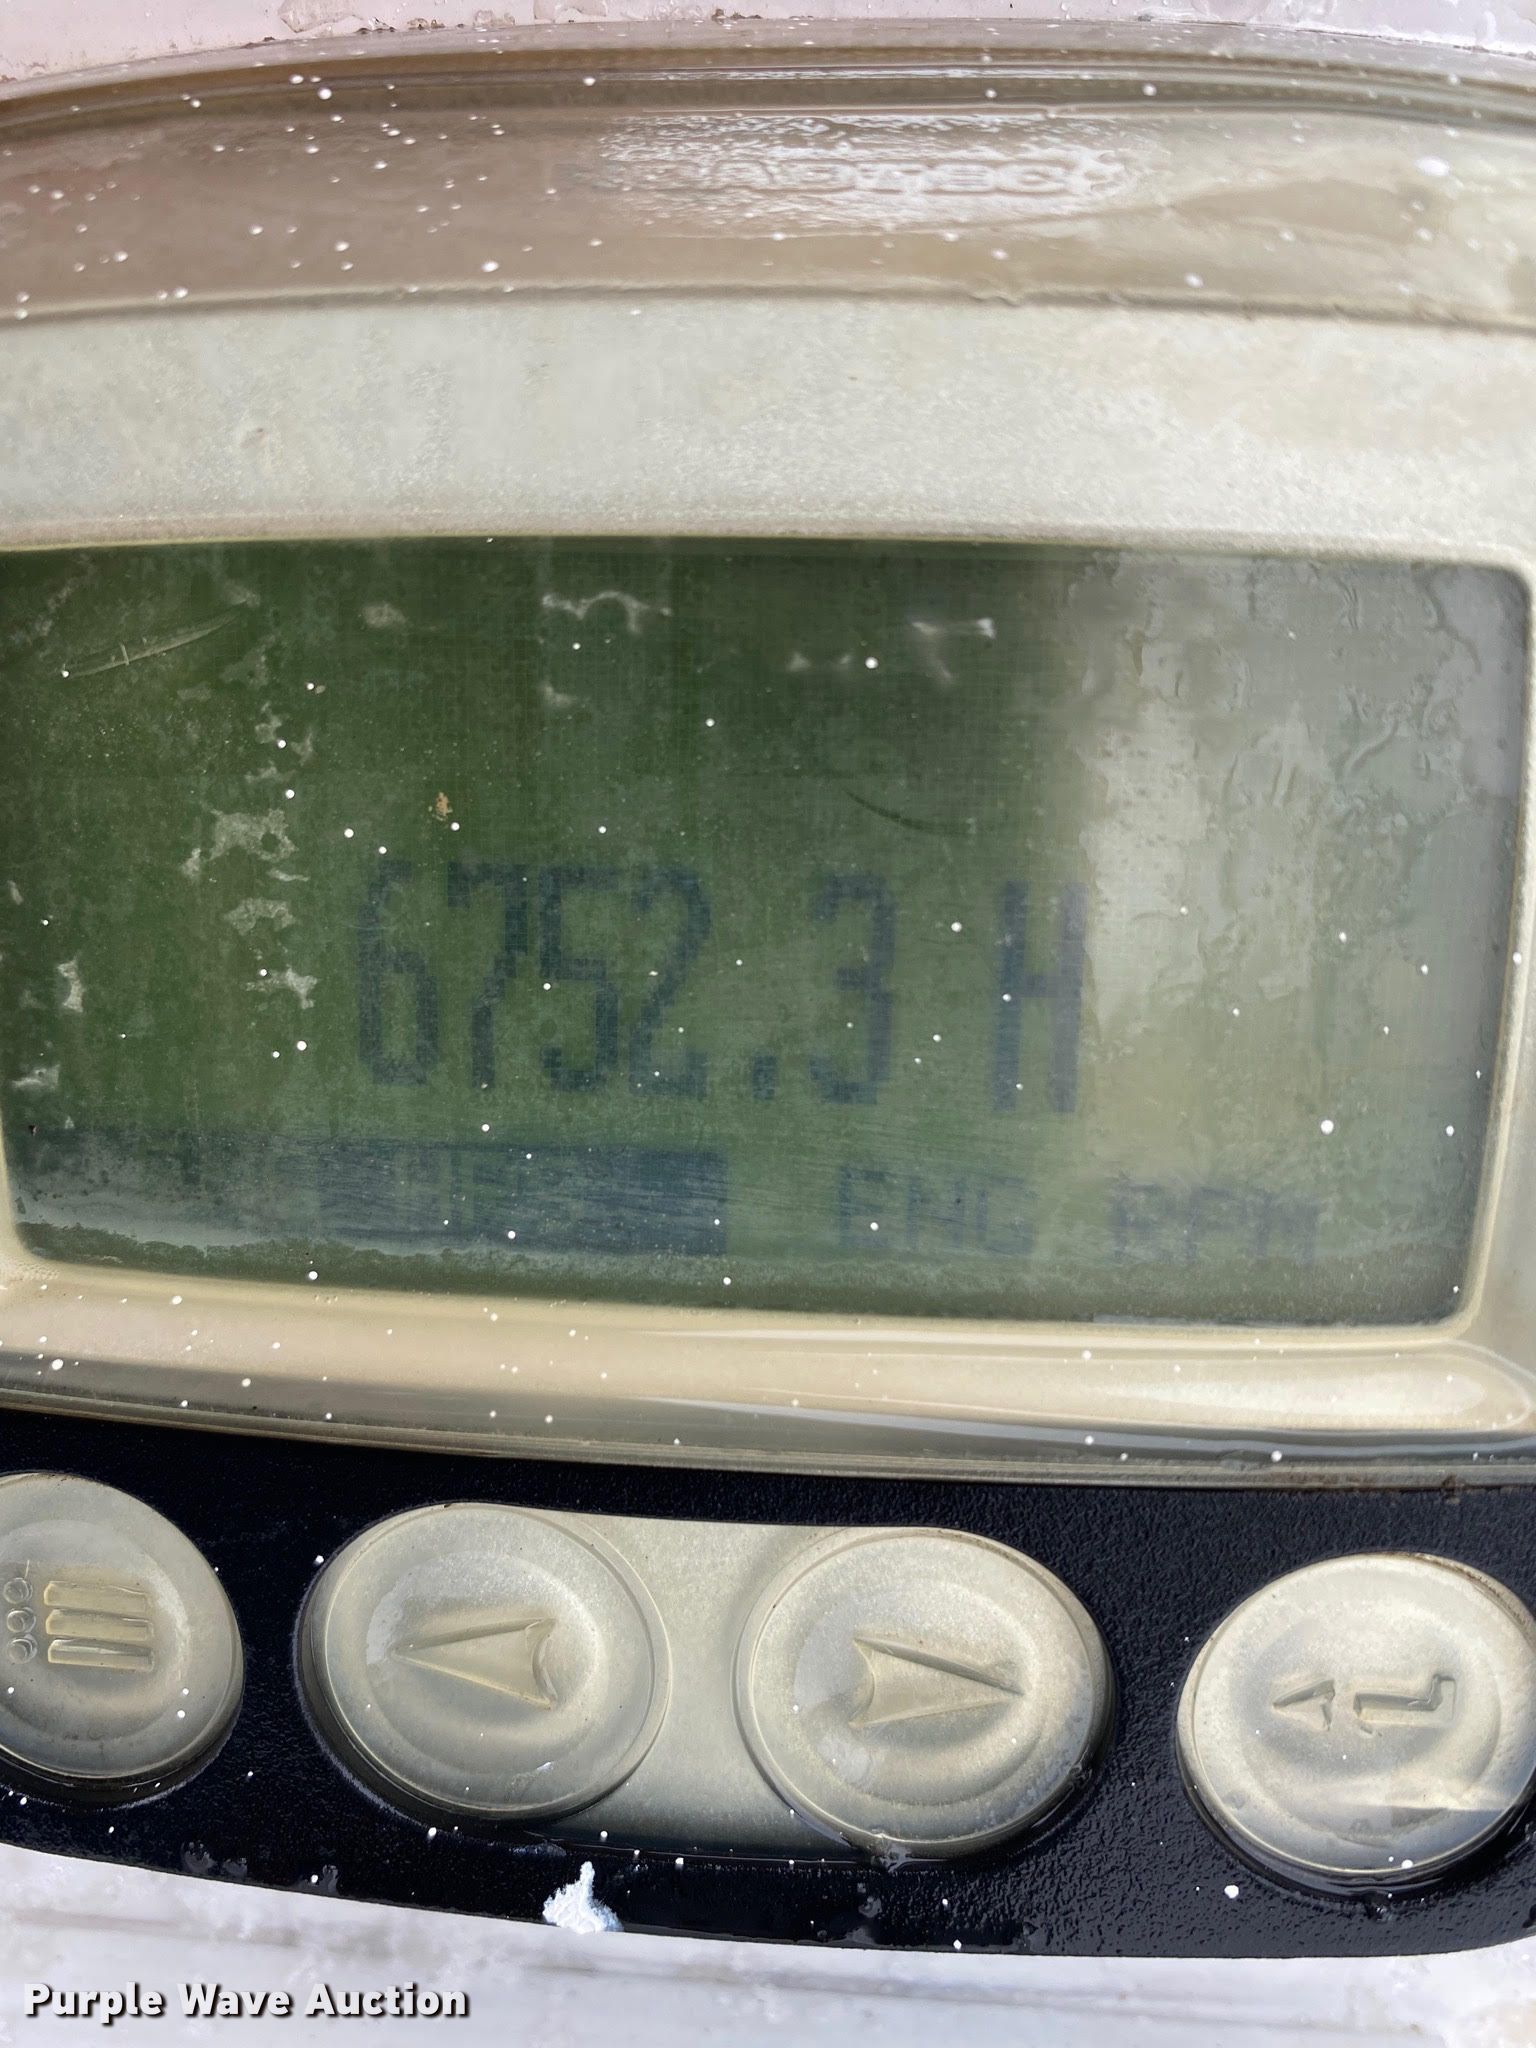 6752.3 H
ENG RPM
Purple Wave Auction